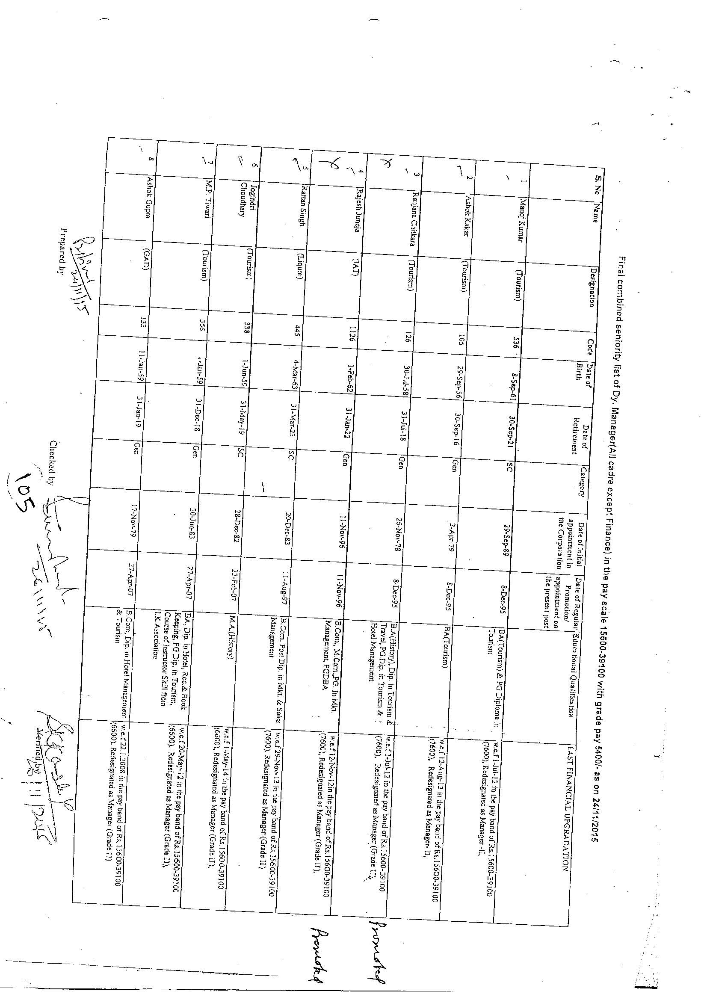 Final combined seniority list of Dy. Manager(All cadre except Finance) in the pay scale 15600-39100 with grade pay 5400/- as on 24/11/2015
S. No Name Designation Code Date of Birth Date of Retirement Category Date of initial appointment in the Corporation Date of Regular Promotion/ appointment on the present post Educational Qualification LAST FINANCIAL UPGRADATION
1 Manoj Kumar (Tourism) 536 8-Sep-61 30-Sep-21 SC 29-Sep-89 8-Dec-95 BA(Tourism) & PG Diploma in Tourism w.e.f 1-Jul-12 in the pay band of Rs.15600-39100 (7600), Redesignated as Manager -II,
2 Ashok Kakar (Tourism) 105 29-Sep-56 30-Sep-16 Gen 2-Apr-79 8-Dec-95 BA(Tourism) w.e.f 12-Aug-13 in the pay band of Rs.15600-39100 (7600), Redesignated as Manager- II,
3 Ranjana Chitkara (Tourism) 126 30-Jul-58 31-Jul-18 Gen 26-Nov-78 8-Dec-95 B.A(History), Dip. in Tourism & Travel, PG Dip. in Tourism & Hotel Management w.e.f 1-Jul-12 in the pay band of Rs.15600-39100 (7600), Redesignated as Manager (Grade II), Promoted
4 Rajesh Juneja (IAT) 1126 1-Feb-62 31-Jan-22 Gen 11-Nov-96 11-Nov-96 B.Com., M.Com.,PG. In Mkt. Management, PGDBA w.e.f 12-Nov-12in the pay band of Rs.15600-39100 (7600), Redesignated as Manager (Grade II), Promoted
5 Rattan Singh (Liquor) 445 4-Mar-63 31-Mar-23 SC 20-Dec-83 11-Aug-97 B.Com. Post Dip. in Mkt. & Sales Management w.e.f 29-Nov-13 in the pay band of Rs.15600-39100 (7600). Redesignated as Manager (Grade II)
6 Jogindri Choudhary (Tourism) 338 1-Jun-59 31-May-19 SC 28-Dec-82 23-Feb-07 M.A.(History) w.e.f 1-May-14 in the pay band of Rs.15600-39100 (6600), Redesignated as Manager (Grade II),
7 M.P. Tiwari (Tourism) 356 1-Jan-59 31-Dec-18 Gen 20-Jun-83 27-Apr-07 BA, Dip. in Hotel, Rec.& Book Keeping, PG Dip. in Tourism, Course of instructor Skill from I.K.Association w.e.f 20-May-12 in the pay band of Rs.15600-39100 (6600). Redesignated as Manager (Grade II),
8 Ashok Gupta (GAD) 133 11-Jan-59 31-Jan-19 Gen 17-Nov-79 27-Apr-07 B.Com, Dip. in Hotel Management & Tourism w.e.f 22.1.2008 in the pay band of Rs.15600-39100 (6600). Redesignated as Manager (Grade II)
24/11/15
Prepared by
Checked by
26/11/15
Verified by
26/11/2015
105